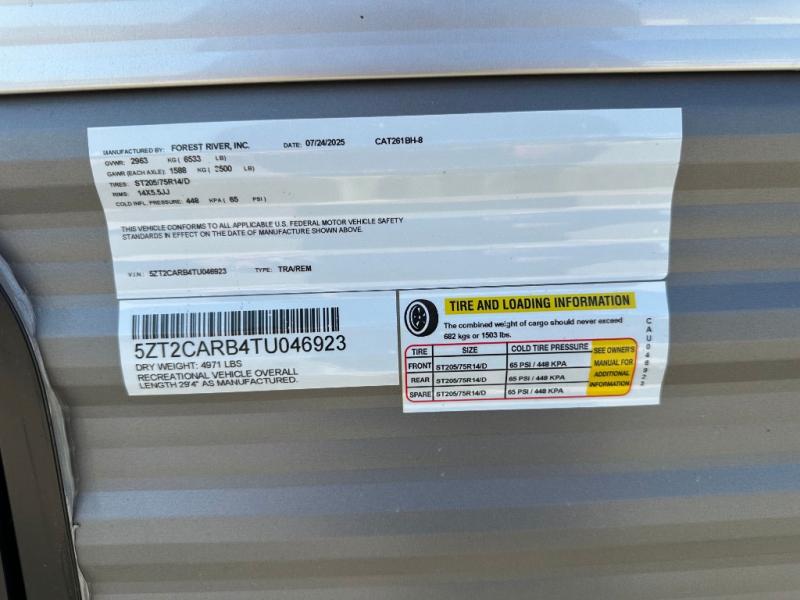 MANUFACTURED BY: FOREST RIVER, INC. DATE: 07/24/2025 CAT261BH-8
GVWR: 2963 KG ( 6533 LB)
GAWR (EACH AXLE): 1588 KG ( 3500 LB)
TIRES: ST205/75R14/D
RIMS: 14X5.5JJ
COLD INFL. PRESSURE: 448 KPA ( 65 PSI)
THIS VEHICLE CONFORMS TO ALL APPLICABLE U.S. FEDERAL MOTOR VEHICLE SAFETY
STANDARDS IN EFFECT ON THE DATE OF MANUFACTURE SHOWN ABOVE.
V.I.N.: 5ZT2CARB4TU046923 TYPE: TRA/REM
5ZT2CARB4TU046923
DRY WEIGHT: 4971 LBS
RECREATIONAL VEHICLE OVERALL
LENGTH 29'4" AS MANUFACTURED.
TIRE AND LOADING INFORMATION
The combined weight of cargo should never exceed
682 kgs or 1503 lbs.
TIRE SIZE COLD TIRE PRESSURE
FRONT ST205/75R14/D 65 PSI / 448 KPA
REAR ST205/75R14/D 65 PSI / 448 KPA
SPARE ST205/75R14/D 65 PSI / 448 KPA
SEE OWNER'S
MANUAL FOR
ADDITIONAL
INFORMATION.
CAU046923